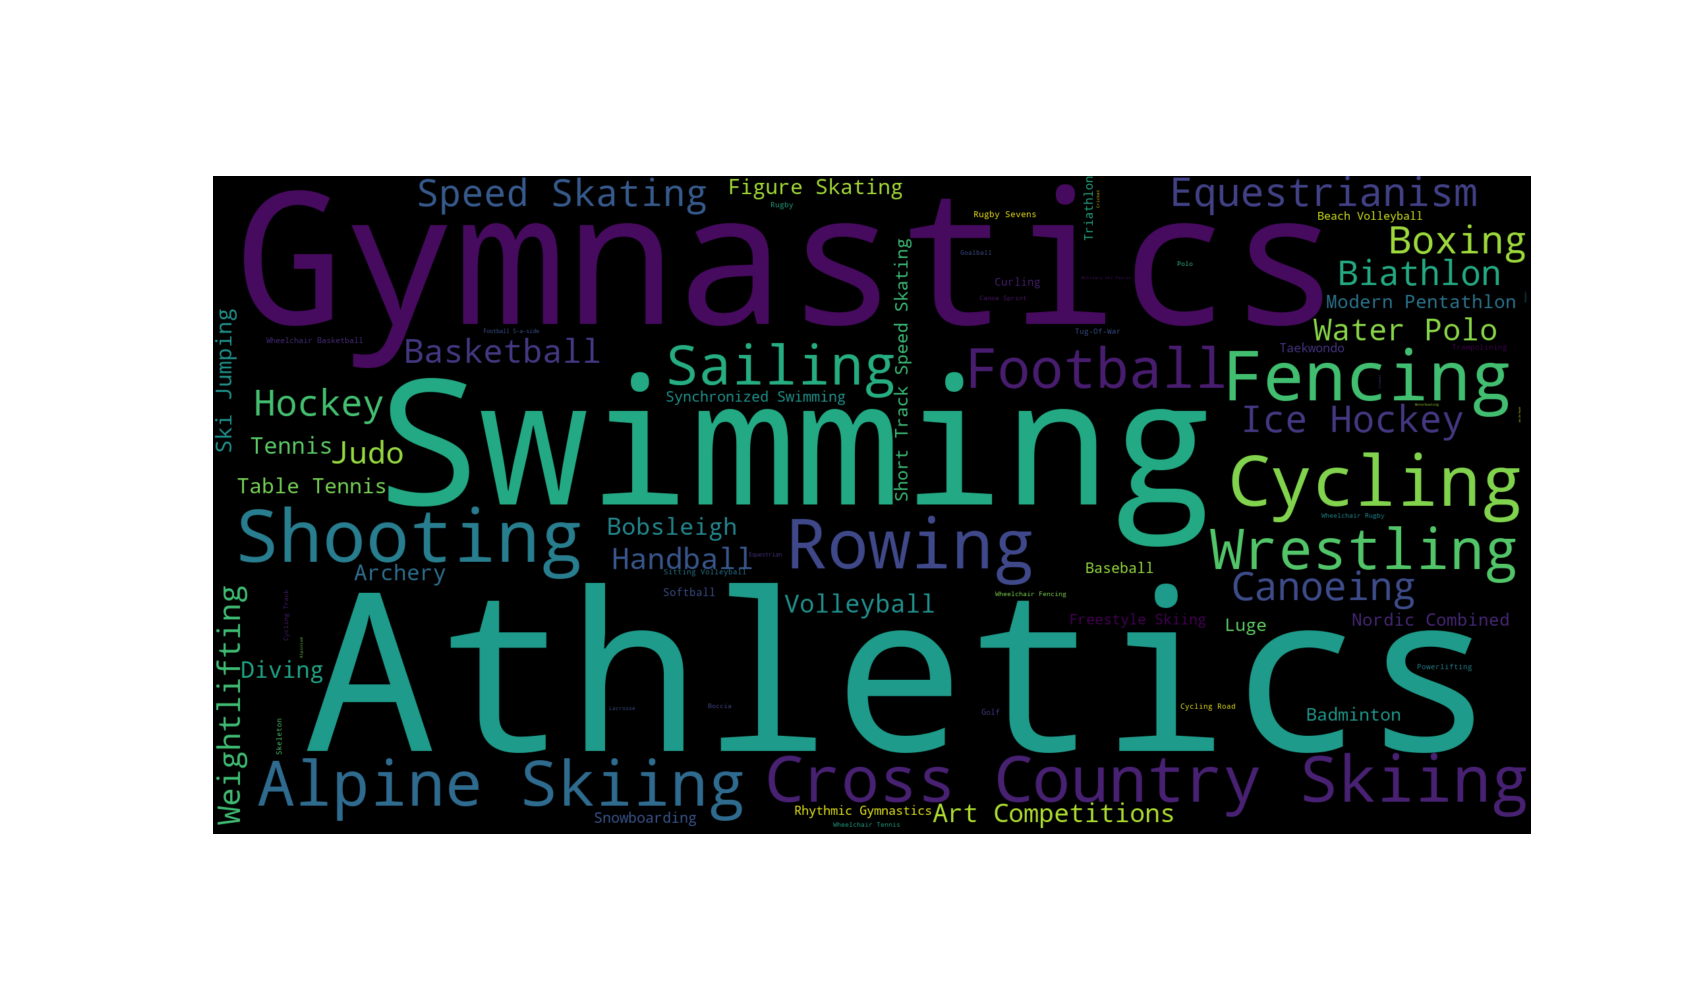 Speed Skating
Figure Skating
Equestrianism
Gymnastics
Rugby
Rugby Sevens
Triathlon
Cricket
Beach Volleyball
Boxing
Goalball
Polo
Biathlon
Curling
Canoe Sprint
Modern Pentathlon
Short Track Speed Skating
Ski Jumping
Wheelchair Basketball
Football 5-a-side
Tug-Of-War
Water Polo
Basketball
Sailing
Football
Taekwondo
Trampolining
Fencing
Hockey
Swimming
Synchronized Swimming
Ice Hockey
Tennis
Judo
Table Tennis
Cycling
Shooting
Bobsleigh
Rowing
Wheelchair Rugby
Wrestling
Handball
Equestrian
Archery
Sitting Volleyball
Baseball
Softball
Canoeing
Weightlifting
Cycling Track
Alpinism
Athletics
Volleyball
Wheelchair Fencing
Freestyle Skiing
Luge
Nordic Combined
Diving
Powerlifting
Skeleton
Lacrosse
Boccia
Golf
Cycling Road
Badminton
Alpine Skiing
Cross Country Skiing
Snowboarding
Rhythmic Gymnastics
Art Competitions
Wheelchair Tennis